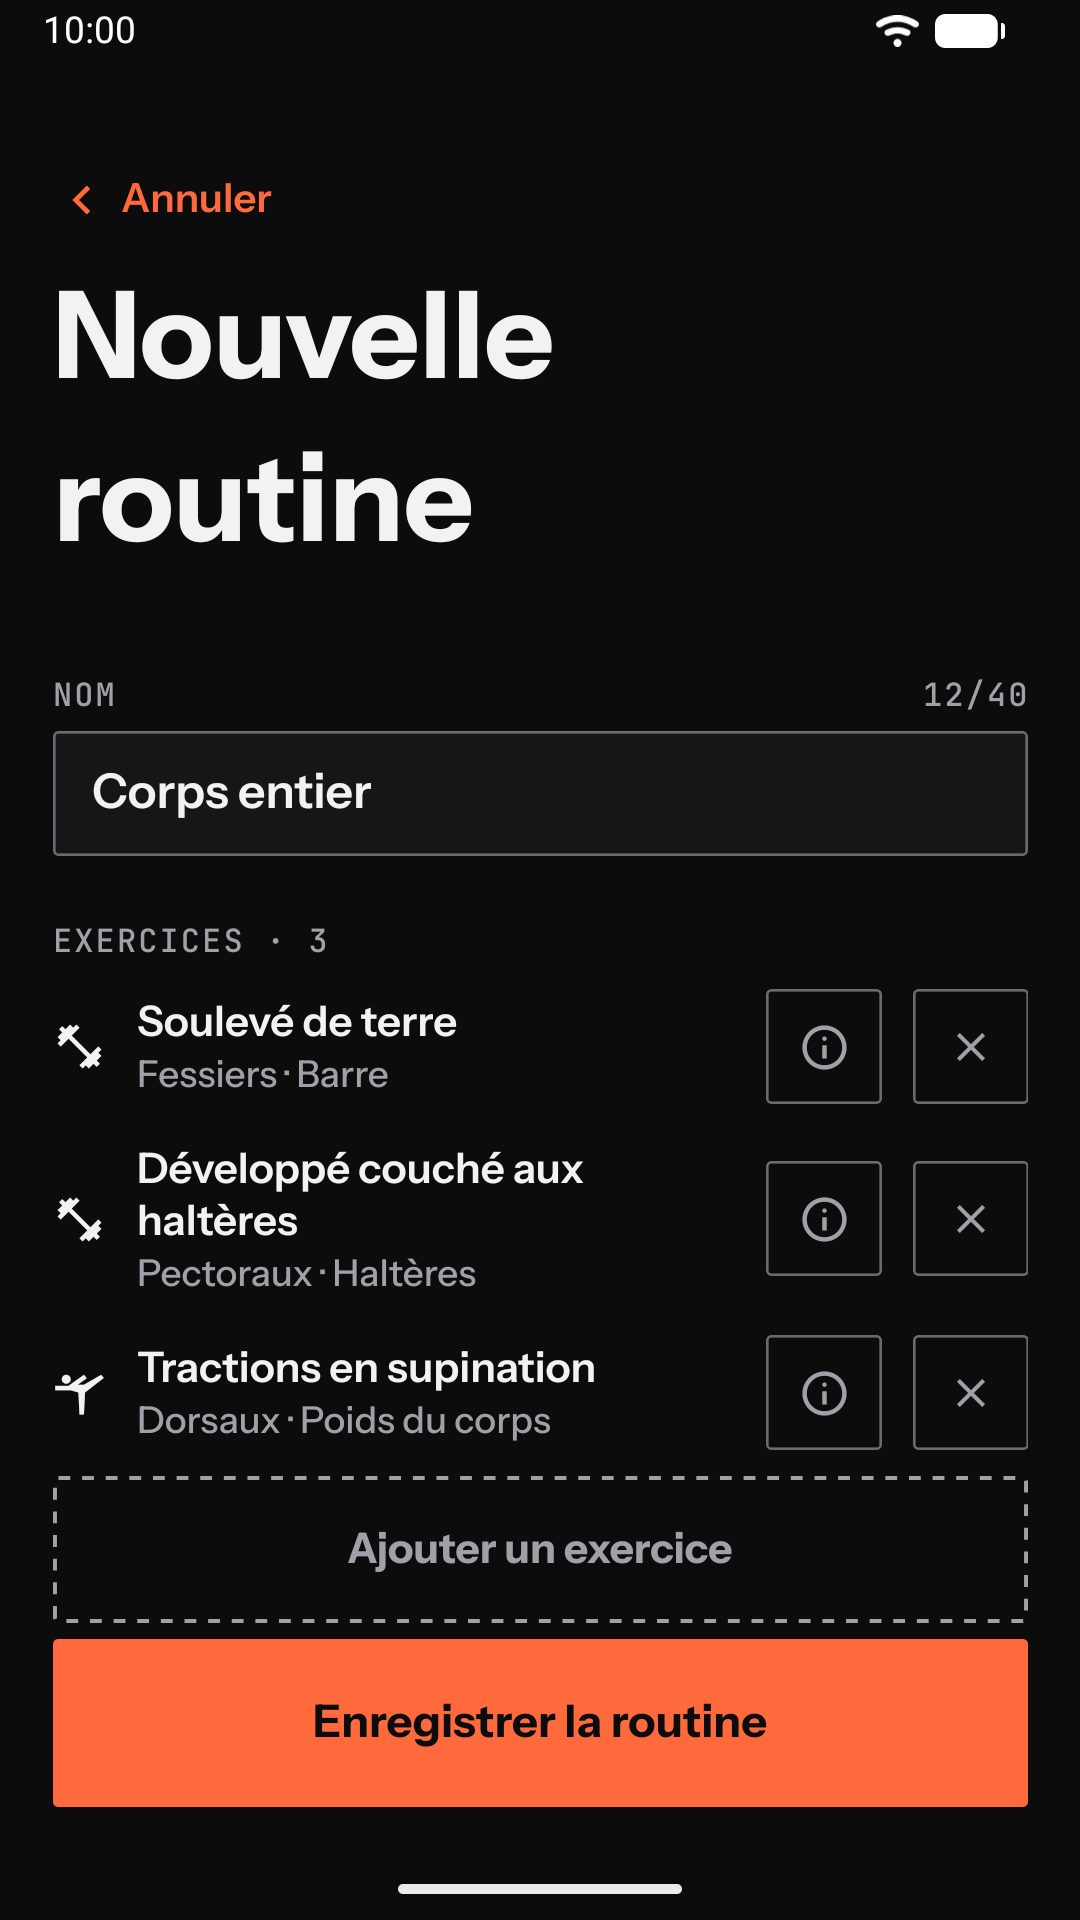 10:00
Annuler
Nouvelle
routine
NOM 12/40
Corps entier
EXERCICES · 3
Soulevé de terre
Fessiers · Barre
Développé couché aux
haltères
Pectoraux · Haltères
Tractions en supination
Dorsaux · Poids du corps
Ajouter un exercice
Enregistrer la routine